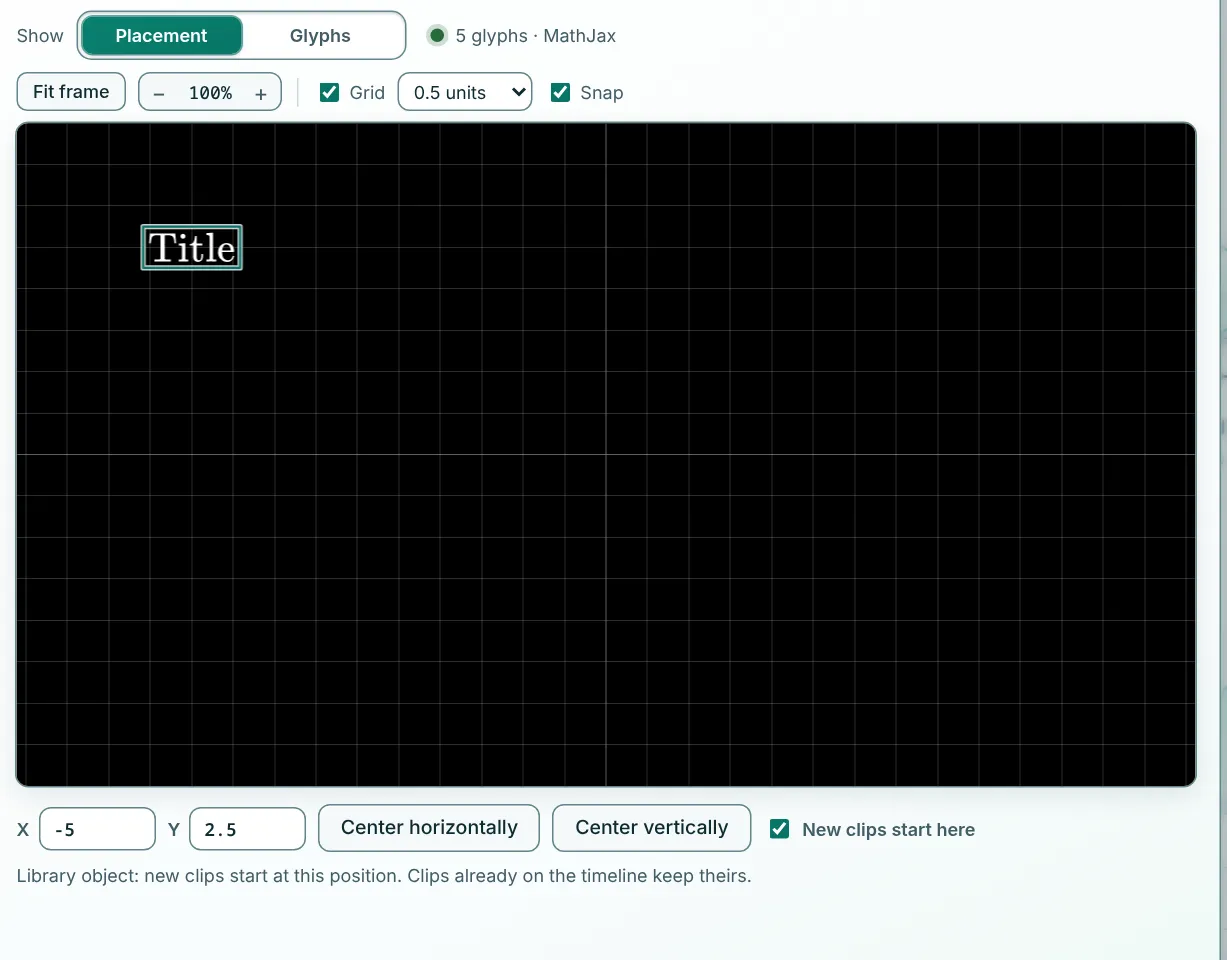 Show Placement Glyphs 5 glyphs · MathJax
Fit frame − 100% + Grid 0.5 units Snap
Title
X -5 Y 2.5 Center horizontally Center vertically New clips start here
Library object: new clips start at this position. Clips already on the timeline keep theirs.